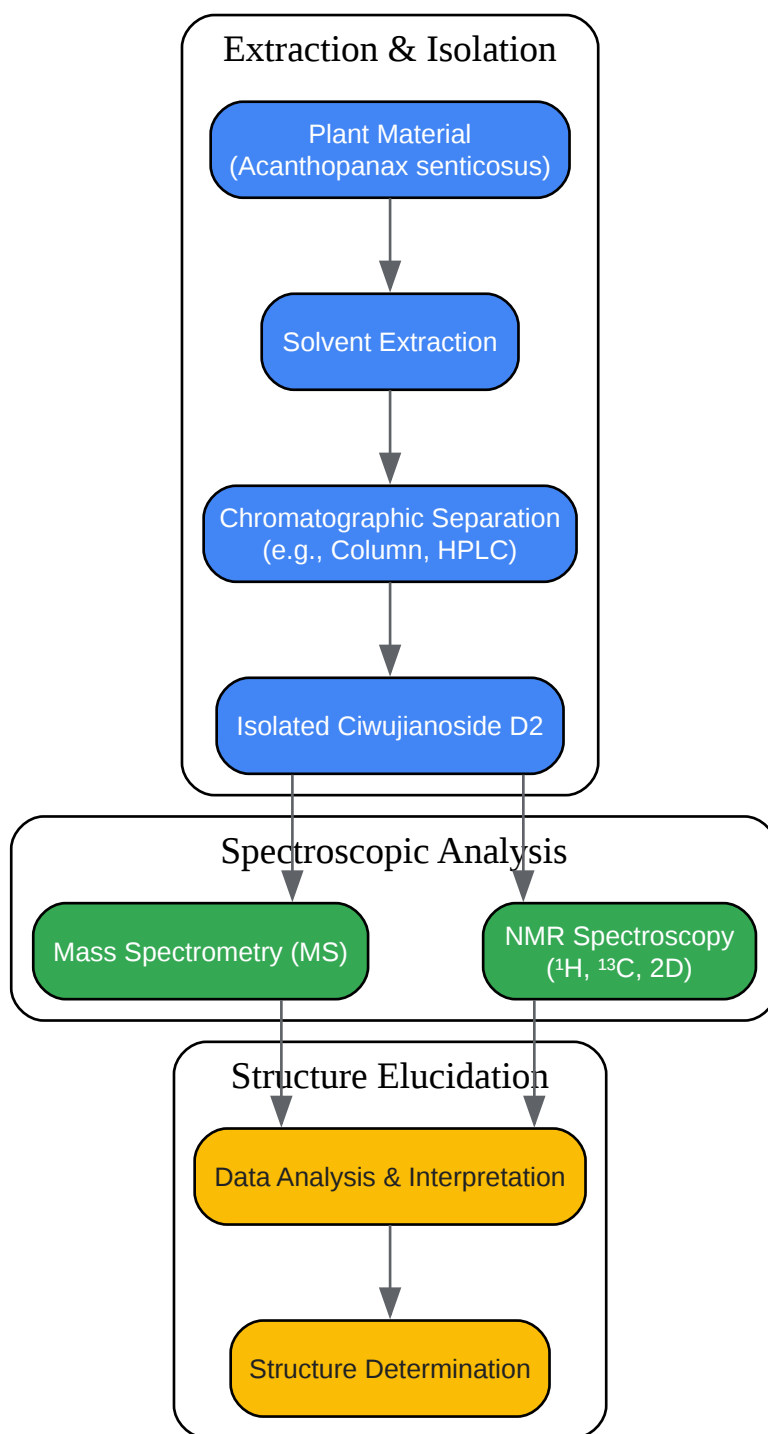 Extraction & Isolation
Plant Material
(Acanthopanax senticosus)
Solvent Extraction
Chromatographic Separation
(e.g., Column, HPLC)
Isolated Ciwujianoside D2
Spectroscopic Analysis
Mass Spectrometry (MS)
NMR Spectroscopy
(¹H, ¹³C, 2D)
Structure Elucidation
Data Analysis & Interpretation
Structure Determination